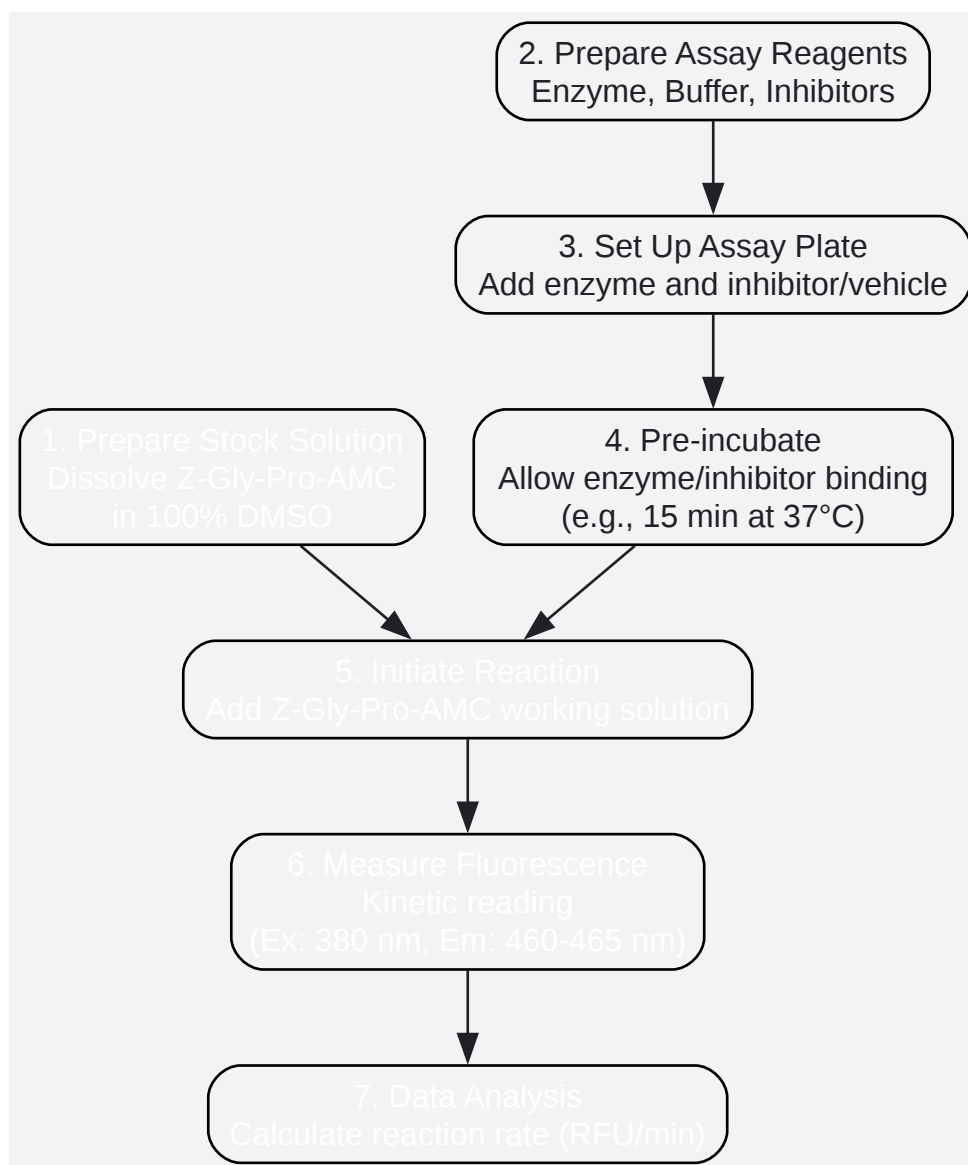 2. Prepare Assay Reagents
Enzyme, Buffer, Inhibitors
3. Set Up Assay Plate
Add enzyme and inhibitor/vehicle
1. Prepare Stock Solution
Dissolve Z-Gly-Pro-AMC
in 100% DMSO
4. Pre-incubate
Allow enzyme/inhibitor binding
(e.g., 15 min at 37°C)
5. Initiate Reaction
Add Z-Gly-Pro-AMC working solution
6. Measure Fluorescence
Kinetic reading
(Ex: 380 nm, Em: 460-465 nm)
7. Data Analysis
Calculate reaction rate (RFU/min)